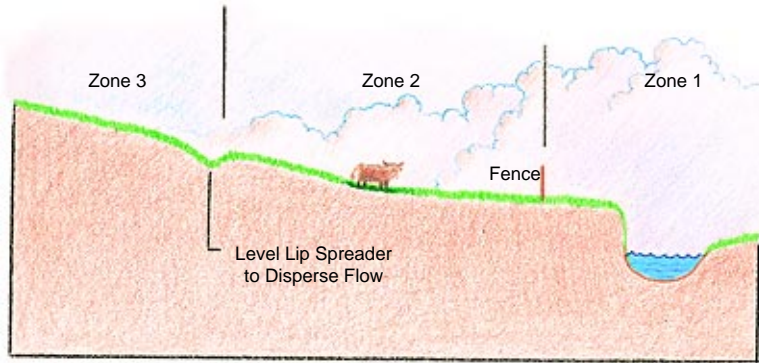 Zone 3
Zone 2
Zone 1
Fence
Level Lip Spreader
to Disperse Flow